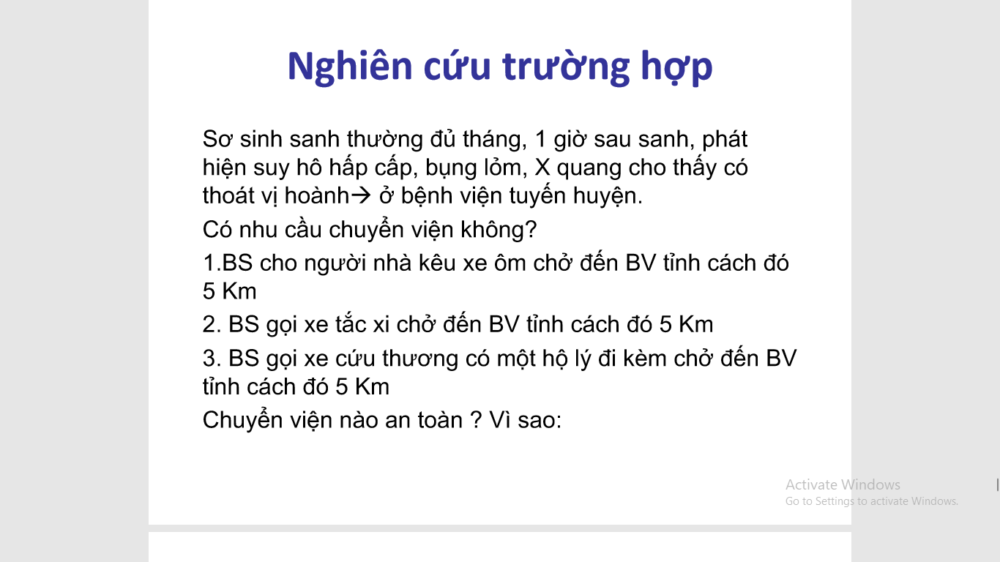 Nghiên cứu trường hợp
Sơ sinh sanh thường đủ tháng, 1 giờ sau sanh, phát
hiện suy hô hấp cấp, bụng lỏm, X quang cho thấy có
thoát vị hoành→ ở bệnh viện tuyến huyện.
Có nhu cầu chuyển viện không?
1.BS cho người nhà kêu xe ôm chở đến BV tỉnh cách đó
5 Km
2. BS gọi xe tắc xi chở đến BV tỉnh cách đó 5 Km
3. BS gọi xe cứu thương có một hộ lý đi kèm chở đến BV
tỉnh cách đó 5 Km
Chuyển viện nào an toàn ? Vì sao:
Activate Windows
Go to Settings to activate Windows.